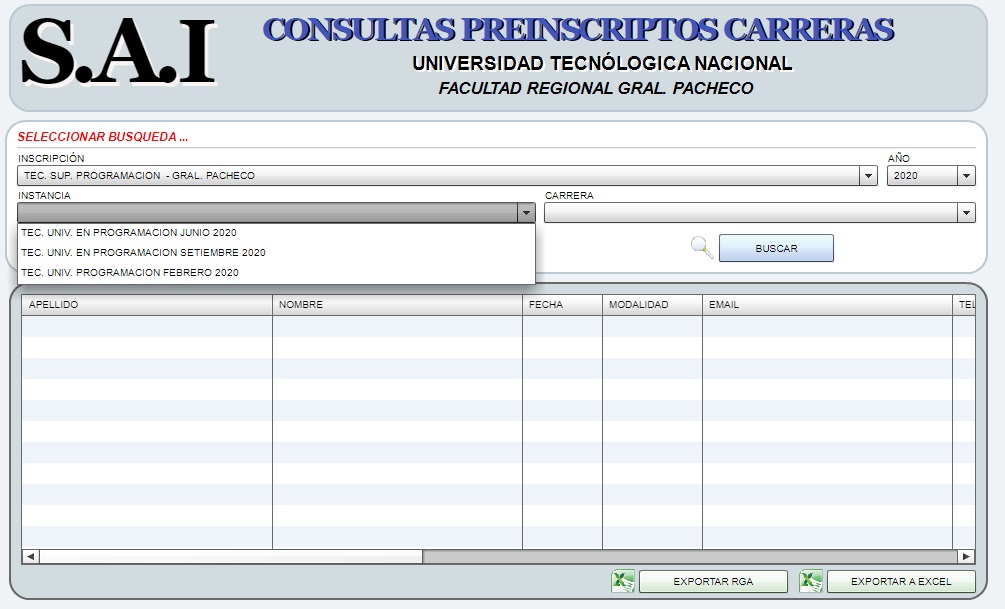 S.A.I
CONSULTAS PREINSCRIPTOS CARRERAS
UNIVERSIDAD TECNÓLOGICA NACIONAL
FACULTAD REGIONAL GRAL. PACHECO
SELECCIONAR BUSQUEDA ...
INSCRIPCIÓN AÑO
TEC. SUP. PROGRAMACION - GRAL. PACHECO 2020
INSTANCIA CARRERA
TEC. UNIV. EN PROGRAMACION JUNIO 2020
TEC. UNIV. EN PROGRAMACION SETIEMBRE 2020
TEC. UNIV. PROGRAMACION FEBRERO 2020
BUSCAR
APELLIDO NOMBRE FECHA MODALIDAD EMAIL TEL
EXPORTAR RGA EXPORTAR A EXCEL